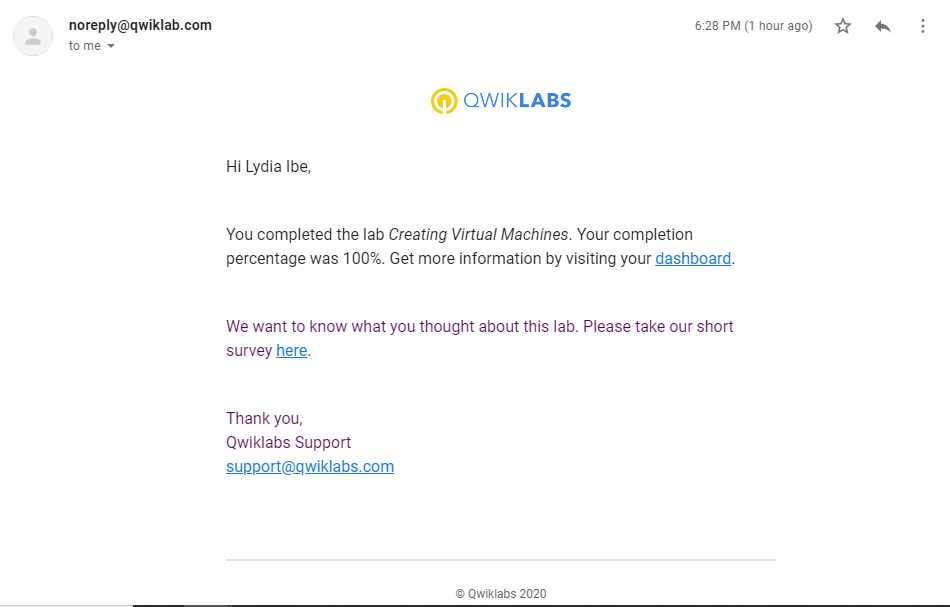 noreply@qwiklab.com
6:28 PM (1 hour ago)
to me
QWIKLABS
Hi Lydia Ibe,
You completed the lab Creating Virtual Machines. Your completion
percentage was 100%. Get more information by visiting your dashboard.
We want to know what you thought about this lab. Please take our short
survey here.
Thank you,
Qwiklabs Support
support@qwiklabs.com
© Qwiklabs 2020